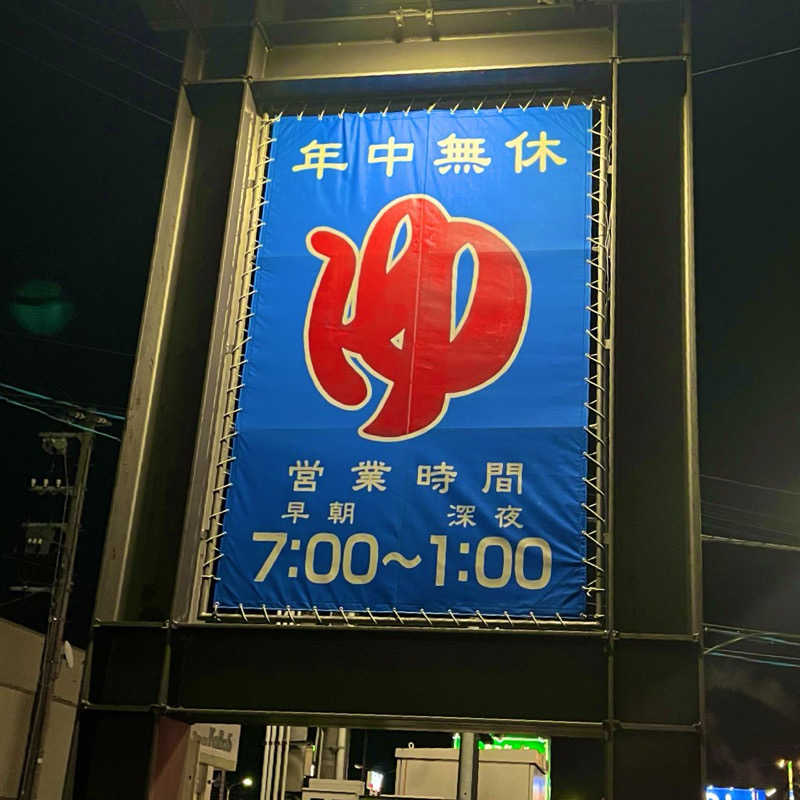 年中無休
ゆ
営業時間
早朝 深夜
7:00～1:00